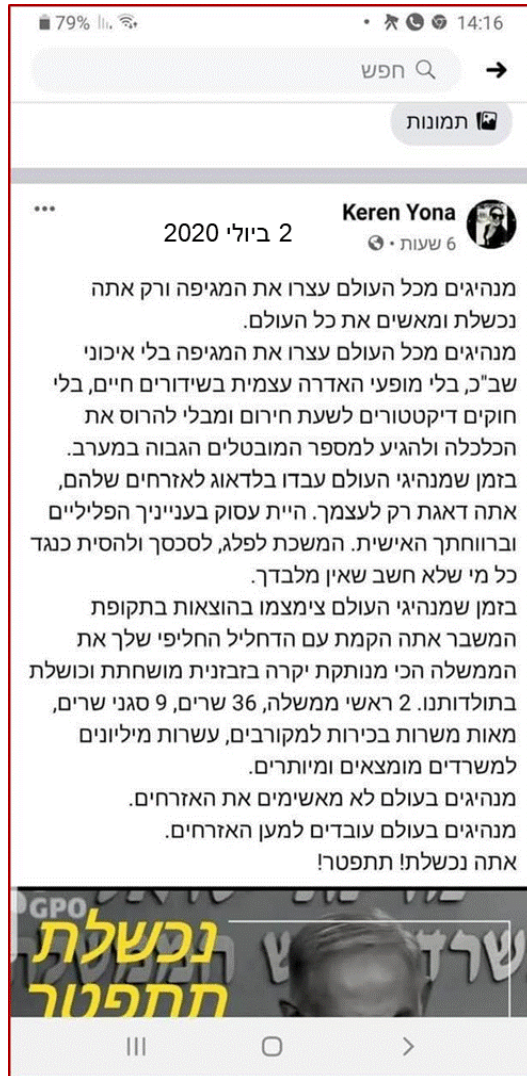 79% 14:16
חפש
תמונות
Keren Yona
6 שעות
2 ביולי 2020
מנהיגים מכל העולם עצרו את המגיפה ורק אתה
נכשלת ומאשים את כל העולם.
מנהיגים מכל העולם עצרו את המגיפה בלי איכוני
שב"כ, בלי מופעי האדרה עצמית בשידורים חיים, בלי
חוקים דיקטטורים לשעת חירום ומבלי להרוס את
הכלכלה ולהגיע למספר המובטלים הגבוה במערב.
בזמן שמנהיגי העולם עבדו בלדאוג לאזרחים שלהם,
אתה דאגת רק לעצמך. היית עסוק בענייניך הפליליים
וברווחתך האישית. המשכת לפלג, לסכסך ולהסית כנגד
כל מי שלא חשב שאין מלבדך.
בזמן שמנהיגי העולם צימצמו בהוצאות בתקופת
המשבר אתה הקמת עם הדחליל החליפי שלך את
הממשלה הכי מנותקת יקרה בזבזנית מושחתת וכושלת
בתולדותנו. 2 ראשי ממשלה, 36 שרים, 9 סגני שרים,
מאות משרות בכירות למקורבים, עשרות מיליונים
למשרדים מומצאים ומיותרים.
מנהיגים בעולם לא מאשימים את האזרחים.
מנהיגים בעולם עובדים למען האזרחים.
אתה נכשלת! תתפטר!
GPO
נכשלת
תתפטר